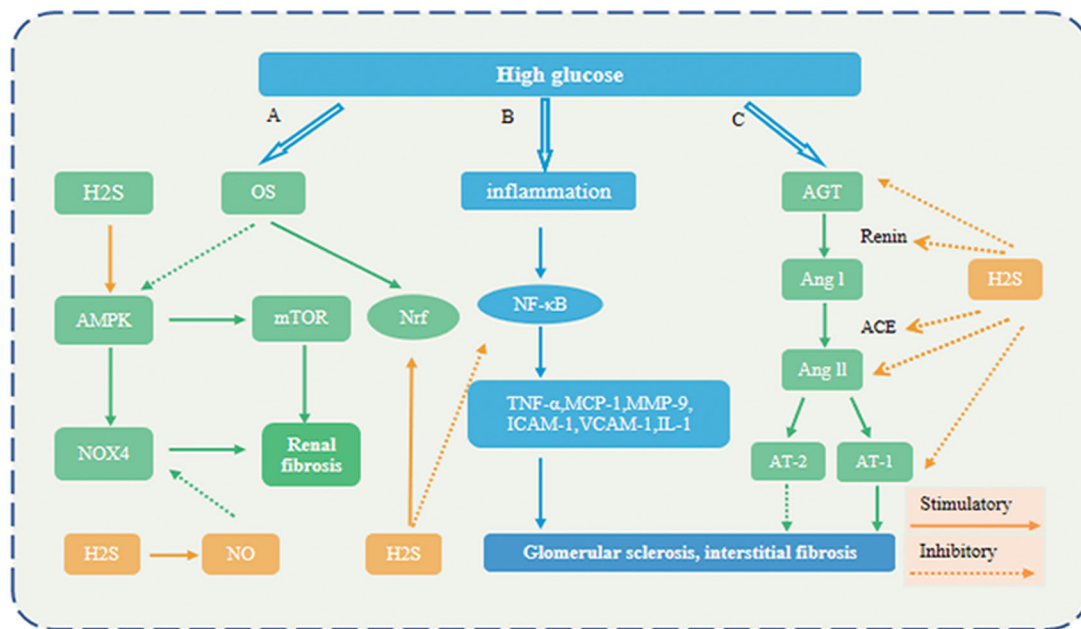 High glucose
A
B
C
H2S
OS
inflammation
AGT
Renin
H2S
Ang l
AMPK
mTOR
Nrf
NF-κB
ACE
Ang ll
TNF-α,MCP-1,MMP-9,
ICAM-1,VCAM-1,IL-1
NOX4
Renal
fibrosis
AT-2
AT-1
Stimulatory
H2S
NO
H2S
Glomerular sclerosis, interstitial fibrosis
Inhibitory